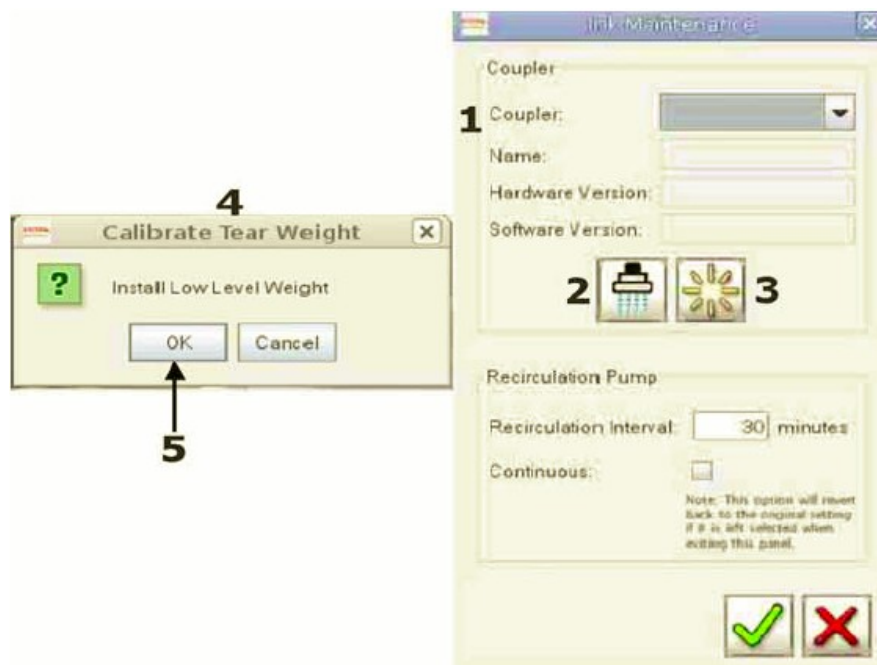 Ink Maintenance
Coupler
1 Coupler:
Name:
Hardware Version:
Software Version:
2 3
4
Calibrate Tear Weight
? Install Low Level Weight
OK Cancel
5
Recirculation Pump
Recirculation Interval: 30 minutes
Continuous:
Note: This option will revert
back to the original setting
if it is left selected when
exiting this panel.